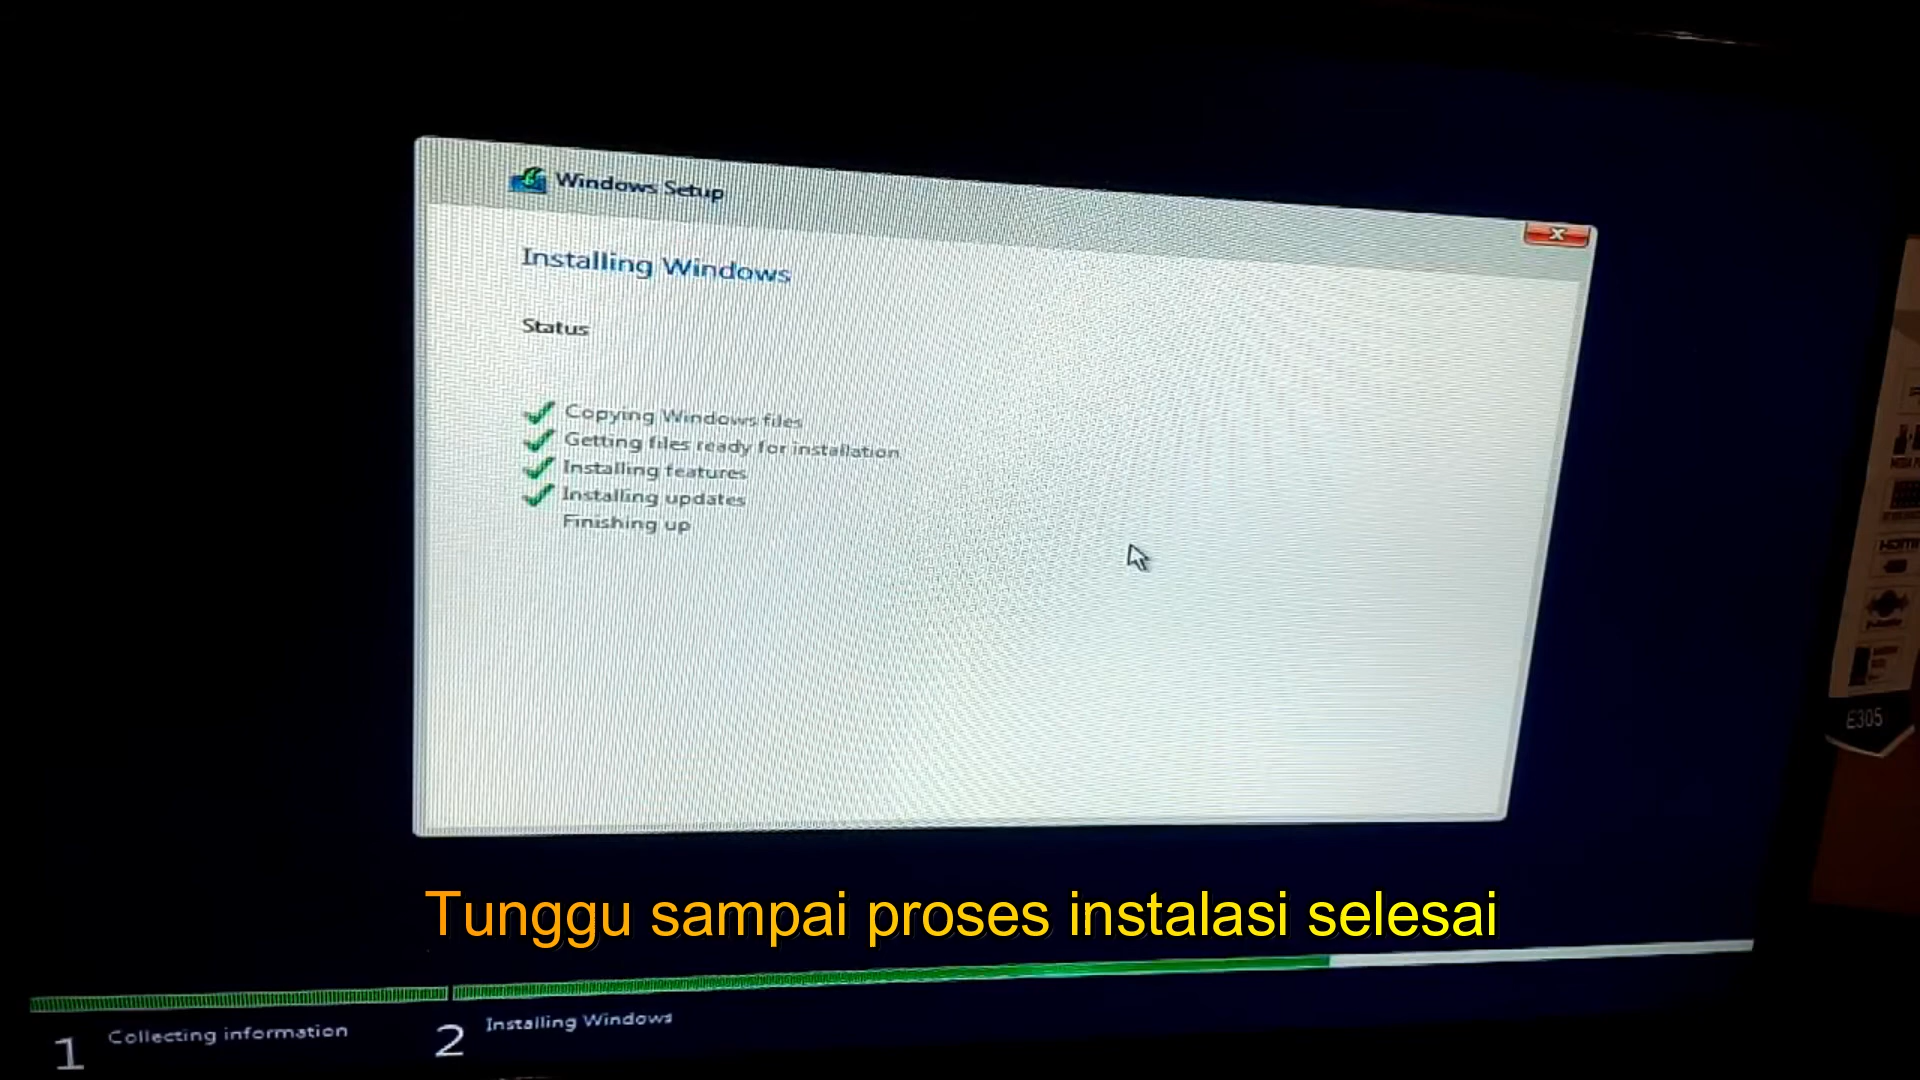 Windows Setup
x
Installing Windows
Status
Copying Windows files
Getting files ready for installation
Installing features
Installing updates
Finishing up
HDMI
E305
Tunggu sampai proses instalasi selesai
1 Collecting information
2 Installing Windows